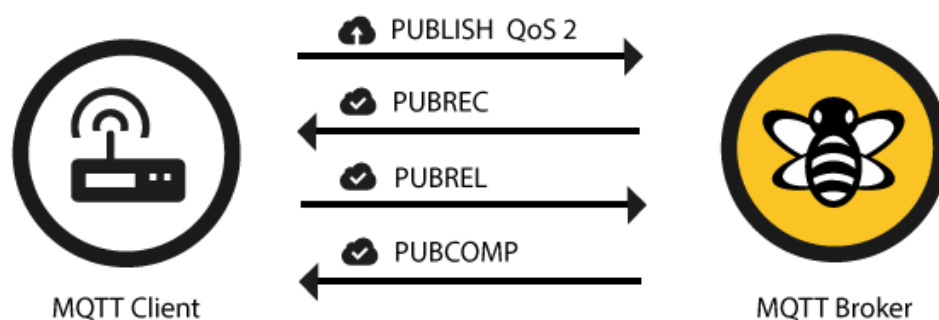 PUBLISH QoS 2
PUBREC
PUBREL
PUBCOMP
MQTT Client
MQTT Broker